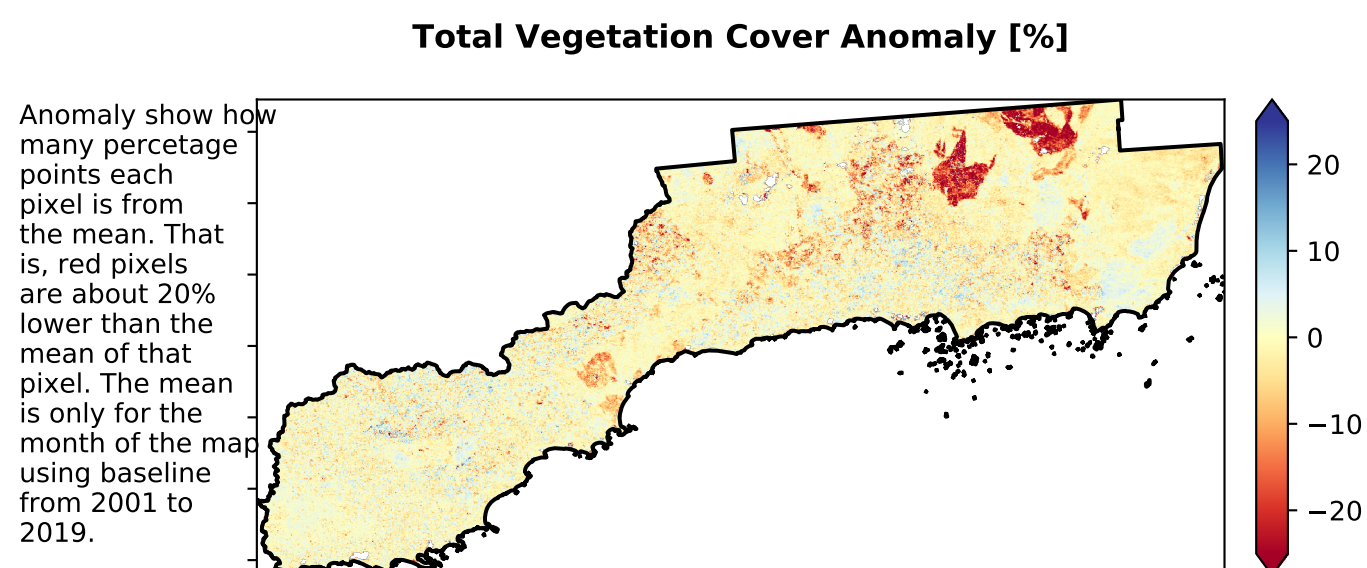 Total Vegetation Cover Anomaly [%]
Anomaly show how
many percetage
points each
pixel is from
the mean. That
is, red pixels
are about 20%
lower than the
mean of that
pixel. The mean
is only for the
month of the map
using baseline
from 2001 to
2019.
20
10
0
−10
−20